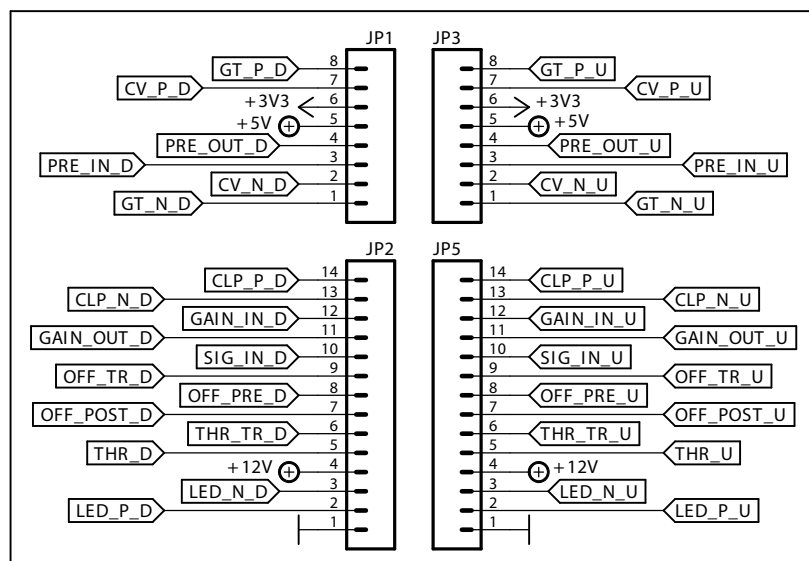 JP1 JP3
GT_P_D 8 8 GT_P_U
CV_P_D 7 7 CV_P_U
+3V3 6 6 +3V3
+5V 5 5 +5V
PRE_OUT_D 4 4 PRE_OUT_U
PRE_IN_D 3 3 PRE_IN_U
CV_N_D 2 2 CV_N_U
GT_N_D 1 1 GT_N_U
JP2 JP5
CLP_P_D 14 14 CLP_P_U
CLP_N_D 13 13 CLP_N_U
GAIN_IN_D 12 12 GAIN_IN_U
GAIN_OUT_D 11 11 GAIN_OUT_U
SIG_IN_D 10 10 SIG_IN_U
OFF_TR_D 9 9 OFF_TR_U
OFF_PRE_D 8 8 OFF_PRE_U
OFF_POST_D 7 7 OFF_POST_U
THR_TR_D 6 6 THR_TR_U
THR_D 5 5 THR_U
+12V 4 4 +12V
LED_N_D 3 3 LED_N_U
LED_P_D 2 2 LED_P_U
1 1